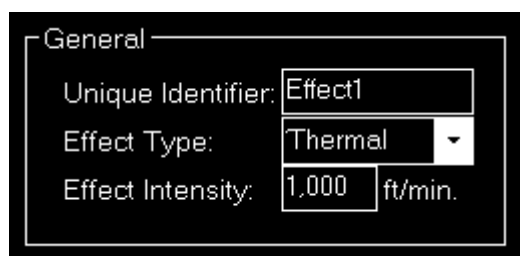 General
Unique Identifier: Effect1
Effect Type: Thermal
Effect Intensity: 1,000 ft/min.